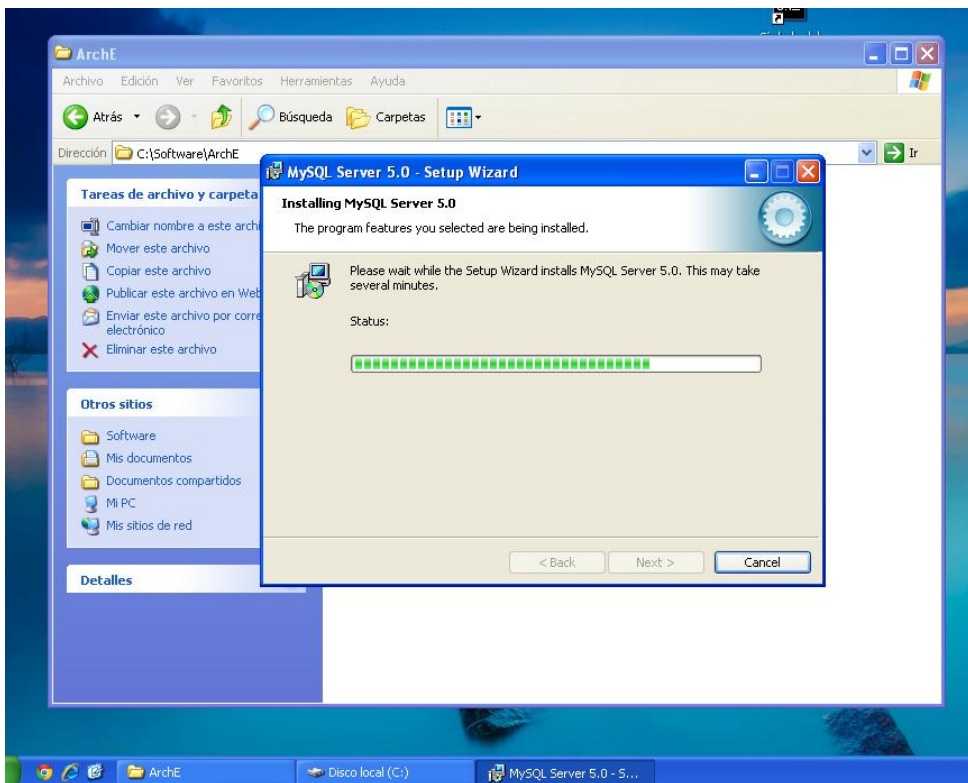 ArchE
Archivo Edición Ver Favoritos Herramientas Ayuda
Atrás Búsqueda Carpetas
Dirección C:\Software\ArchE Ir
Tareas de archivo y carpeta
Cambiar nombre a este archi
Mover este archivo
Copiar este archivo
Publicar este archivo en Web
Enviar este archivo por corre
electrónico
Eliminar este archivo
Otros sitios
Software
Mis documentos
Documentos compartidos
Mi PC
Mis sitios de red
Detalles
MySQL Server 5.0 - Setup Wizard
Installing MySQL Server 5.0
The program features you selected are being installed.
Please wait while the Setup Wizard installs MySQL Server 5.0. This may take
several minutes.
Status:
< Back Next > Cancel
ArchE Disco local (C:) MySQL Server 5.0 - S...